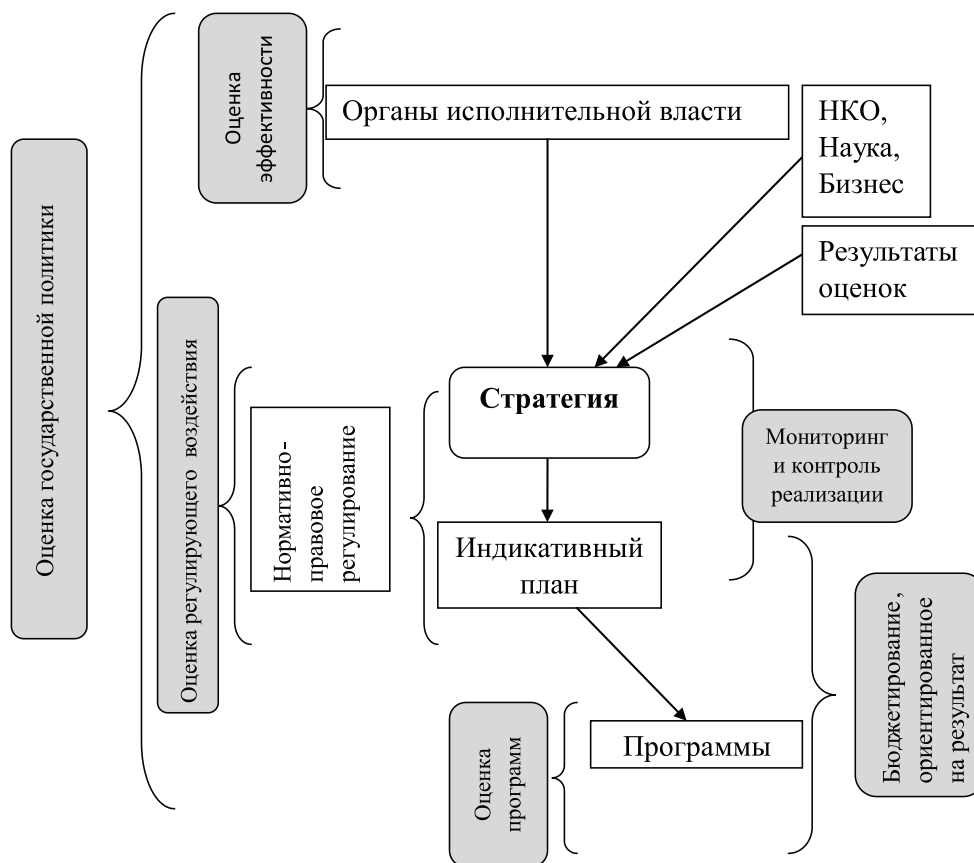 Оценка государственной политики
Оценка
эффективности
Органы исполнительной власти
НКО,
Наука,
Бизнес
Результаты
оценок
Оценка регулирующего воздействия
Нормативно-
правовое
регулирование
Стратегия
Мониторинг
и контроль
реализации
Индикативный
план
Бюджетирование,
ориентированное
на результат
Оценка
программ
Программы